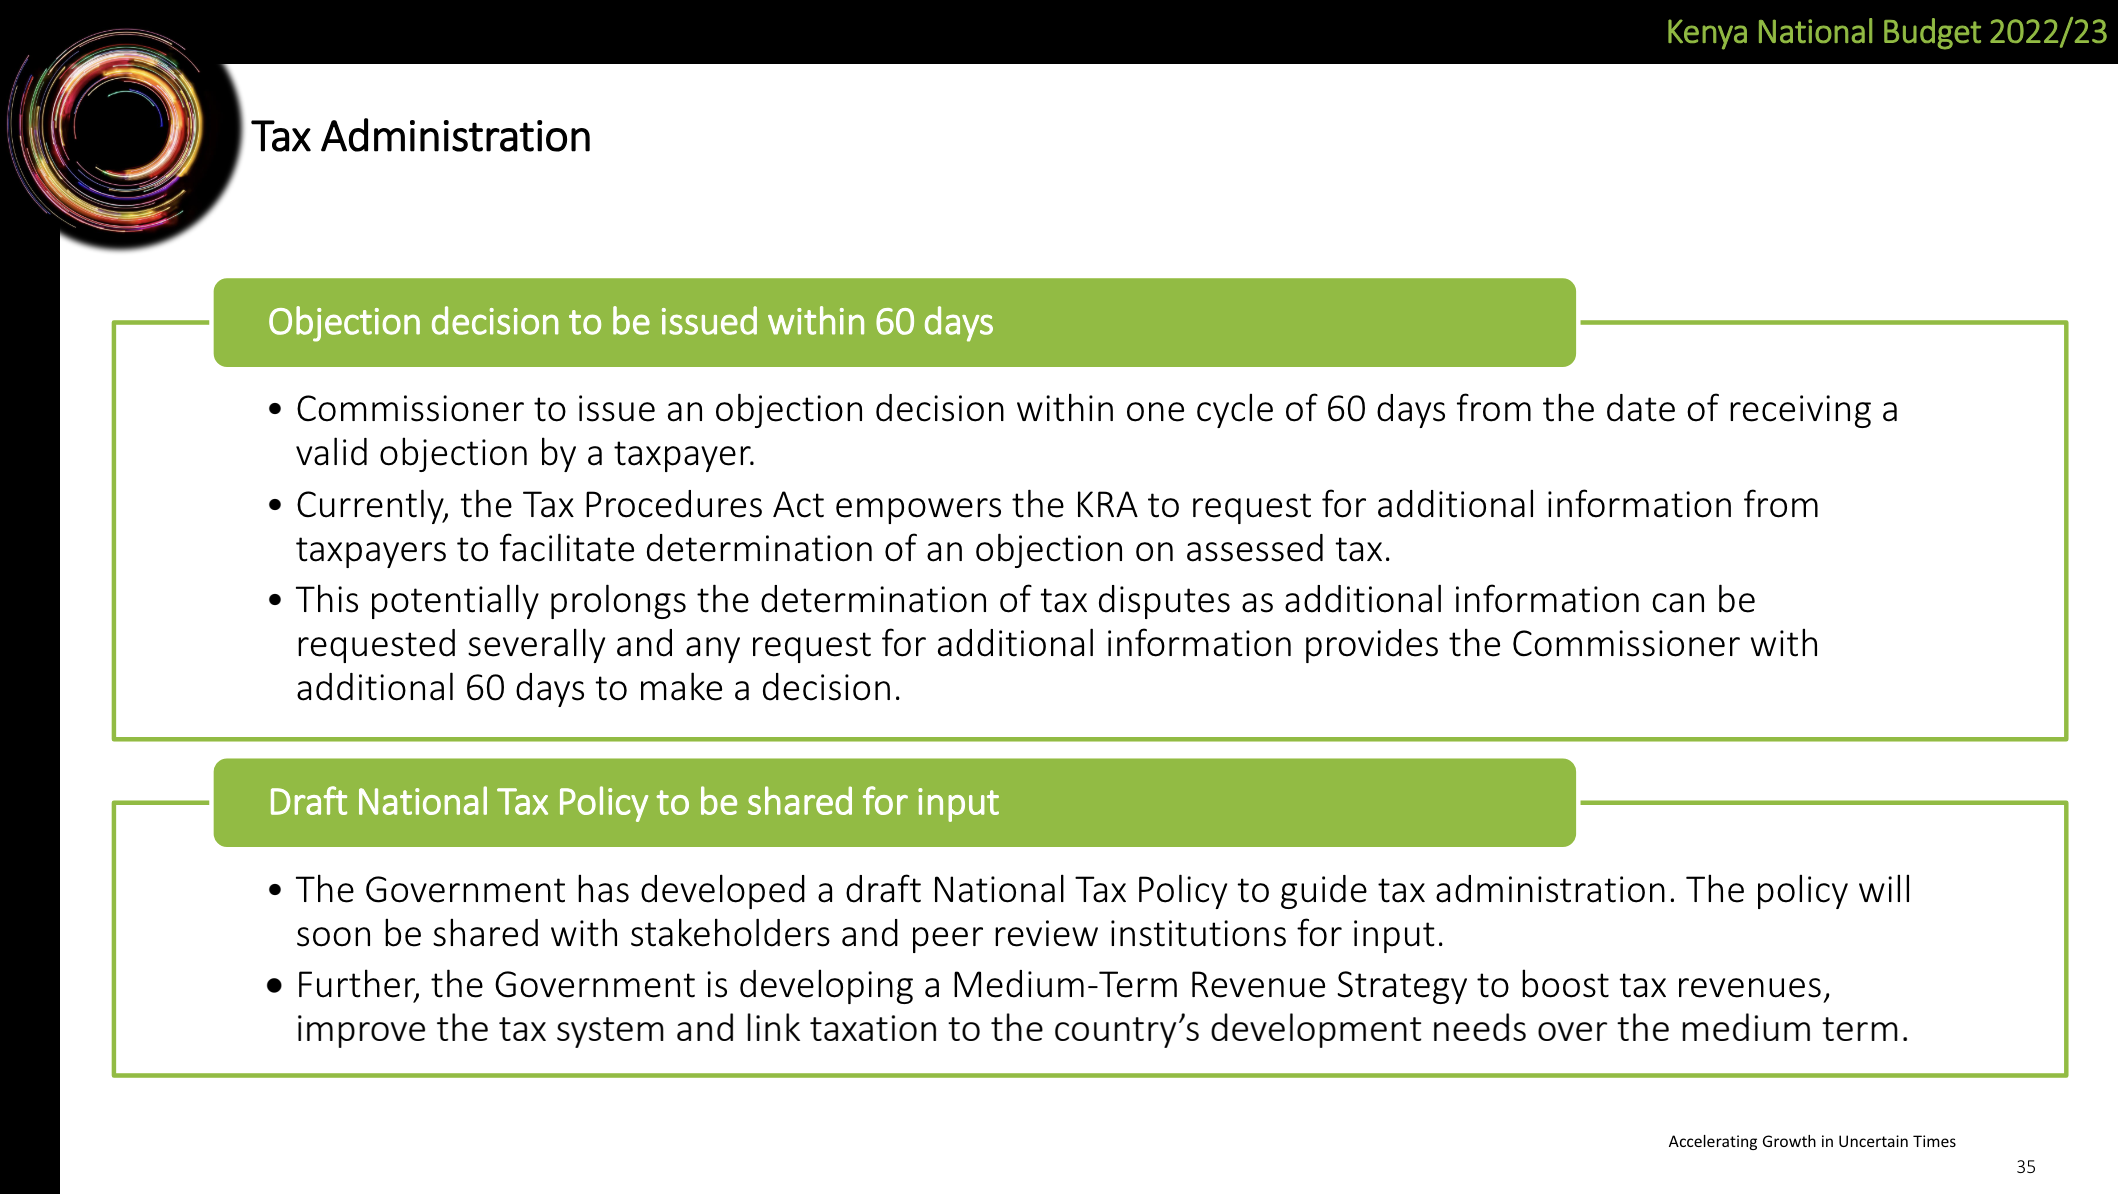 Kenya National Budget 2022/23
Tax Administration
Objection decision to be issued within 60 days
• Commissioner to issue an objection decision within one cycle of 60 days from the date of receiving a
valid objection by a taxpayer.
• Currently, the Tax Procedures Act empowers the KRA to request for additional information from
taxpayers to facilitate determination of an objection on assessed tax.
• This potentially prolongs the determination of tax disputes as additional information can be
requested severally and any request for additional information provides the Commissioner with
additional 60 days to make a decision.
Draft National Tax Policy to be shared for input
• The Government has developed a draft National Tax Policy to guide tax administration. The policy will
soon be shared with stakeholders and peer review institutions for input.
• Further, the Government is developing a Medium-Term Revenue Strategy to boost tax revenues,
improve the tax system and link taxation to the country’s development needs over the medium term.
Accelerating Growth in Uncertain Times
35